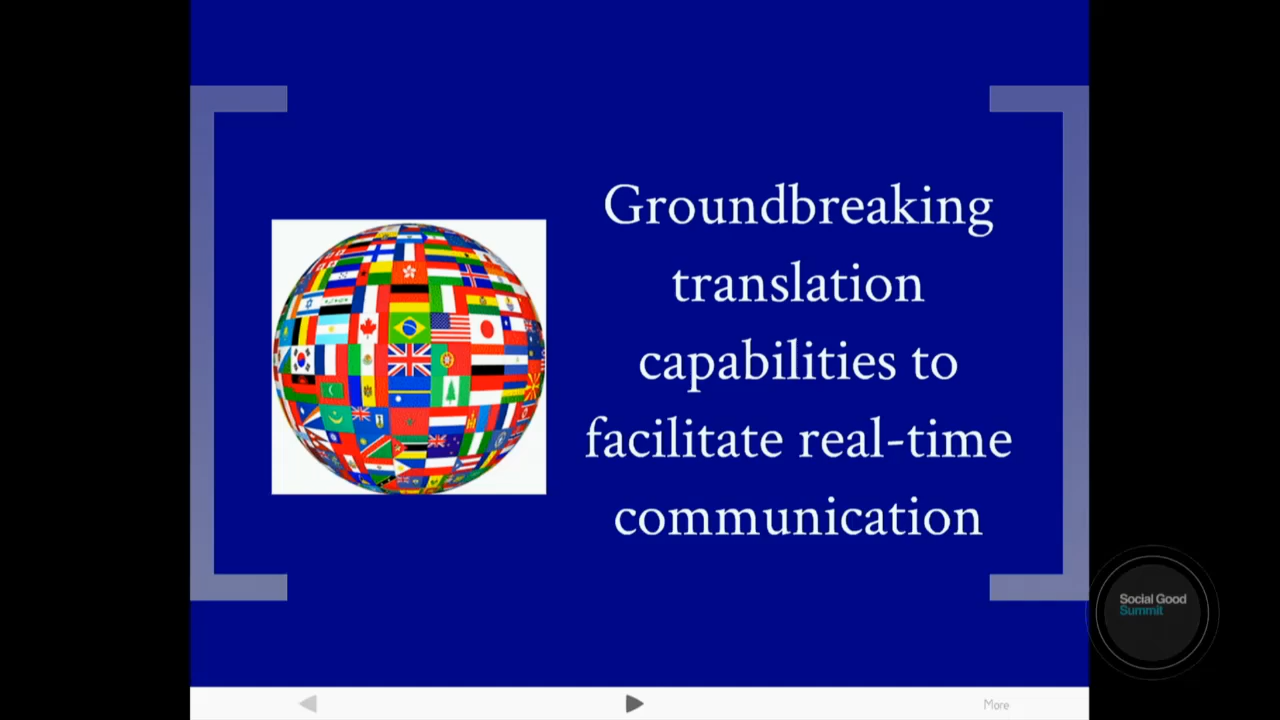 Groundbreaking
translation
capabilities to
facilitate real-time
communication
Social Good
Summit
More